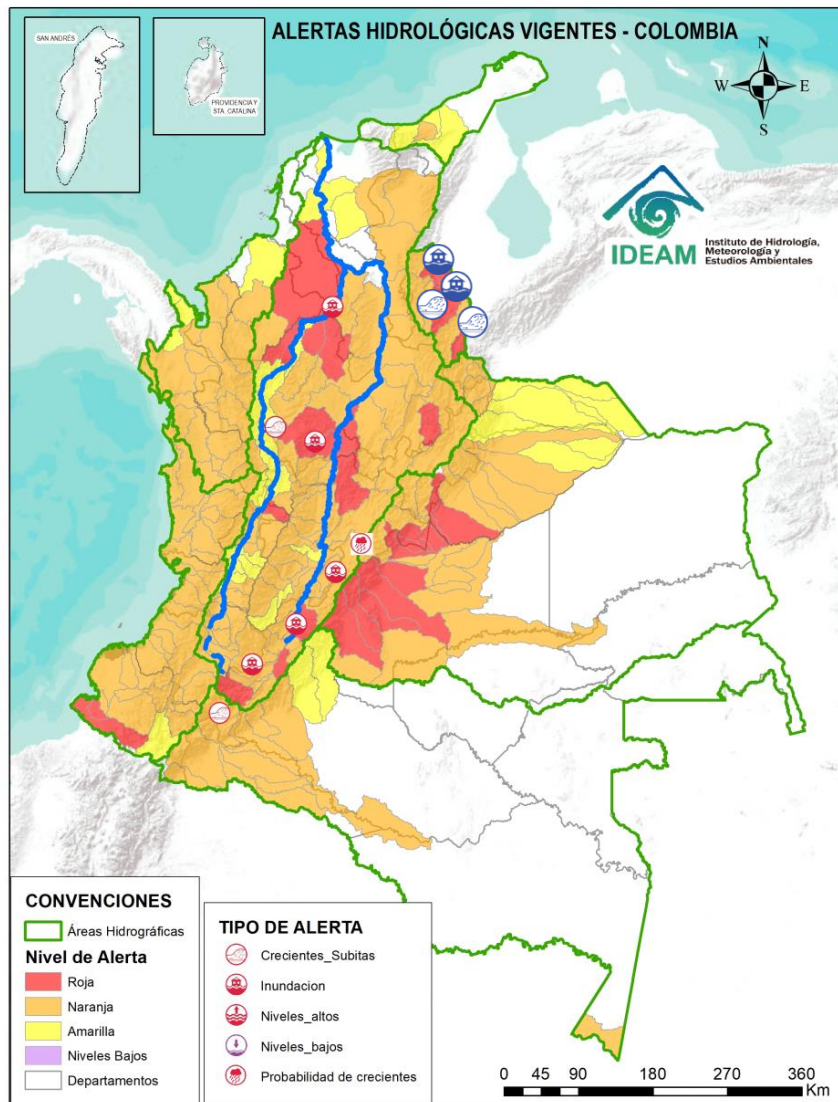 ALERTAS HIDROLÓGICAS VIGENTES - COLOMBIA
SAN ANDRÉS
PROVIDENCIA Y
STA. CATALINA
N
W
E
S
IDEAM
Instituto de Hidrología,
Meteorología y
Estudios Ambientales
CONVENCIONES
Áreas Hidrográficas
Nivel de Alerta
Roja
Naranja
Amarilla
Niveles Bajos
Departamentos
TIPO DE ALERTA
Crecientes_Subitas
Inundacion
Niveles_altos
Niveles_bajos
Probabilidad de crecientes
0 45 90 180 270 360
Km